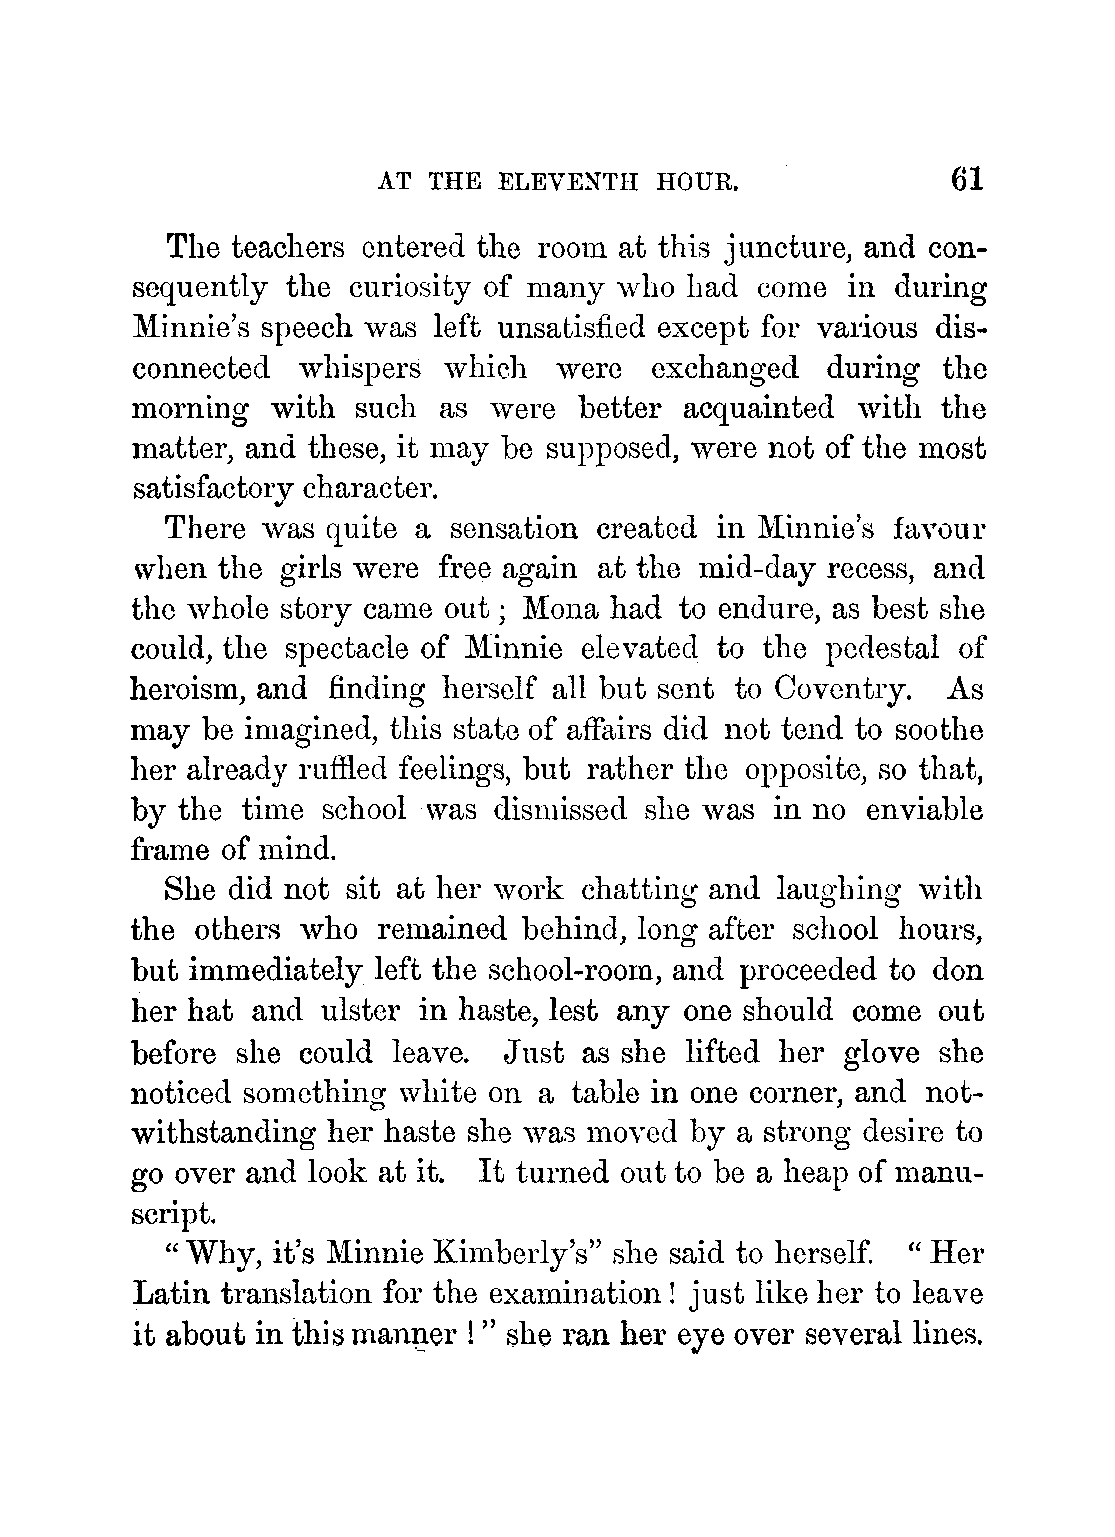 AT THE ELEVENTH HOUR. 61
The teachers entered the room at this juncture, and con-
sequently the curiosity of many who had come in during
Minnie's speech was left unsatisfied except for various dis-
connected whispers which were exchanged during the
morning with such as were better acquainted with the
matter, and these, it may be supposed, were not of the most
satisfactory character.
There was quite a sensation created in Minnie's favour
when the girls were free again at the mid-day recess, and
the whole story came out ; Mona had to endure, as best she
could, the spectacle of Minnie elevated to the pedestal of
heroism, and finding herself all but sent to Coventry. As
may be imagined, this state of affairs did not tend to soothe
her already ruffled feelings, but rather the opposite, so that,
by the time school was dismissed she was in no enviable
frame of mind.
She did not sit at her work chatting and laughing with
the others who remained behind, long after school hours,
but immediately left the school-room, and proceeded to don
her hat and ulster in haste, lest any one should come out
before she could leave. Just as she lifted her glove she
noticed something white on a table in one corner, and not-
withstanding her haste she was moved by a strong desire to
go over and look at it. It turned out to be a heap of manu-
script.
“ Why, it's Minnie Kimberly's” she said to herself. “ Her
Latin translation for the examination ! just like her to leave
it about in this manner ! ” she ran her eye over several lines.